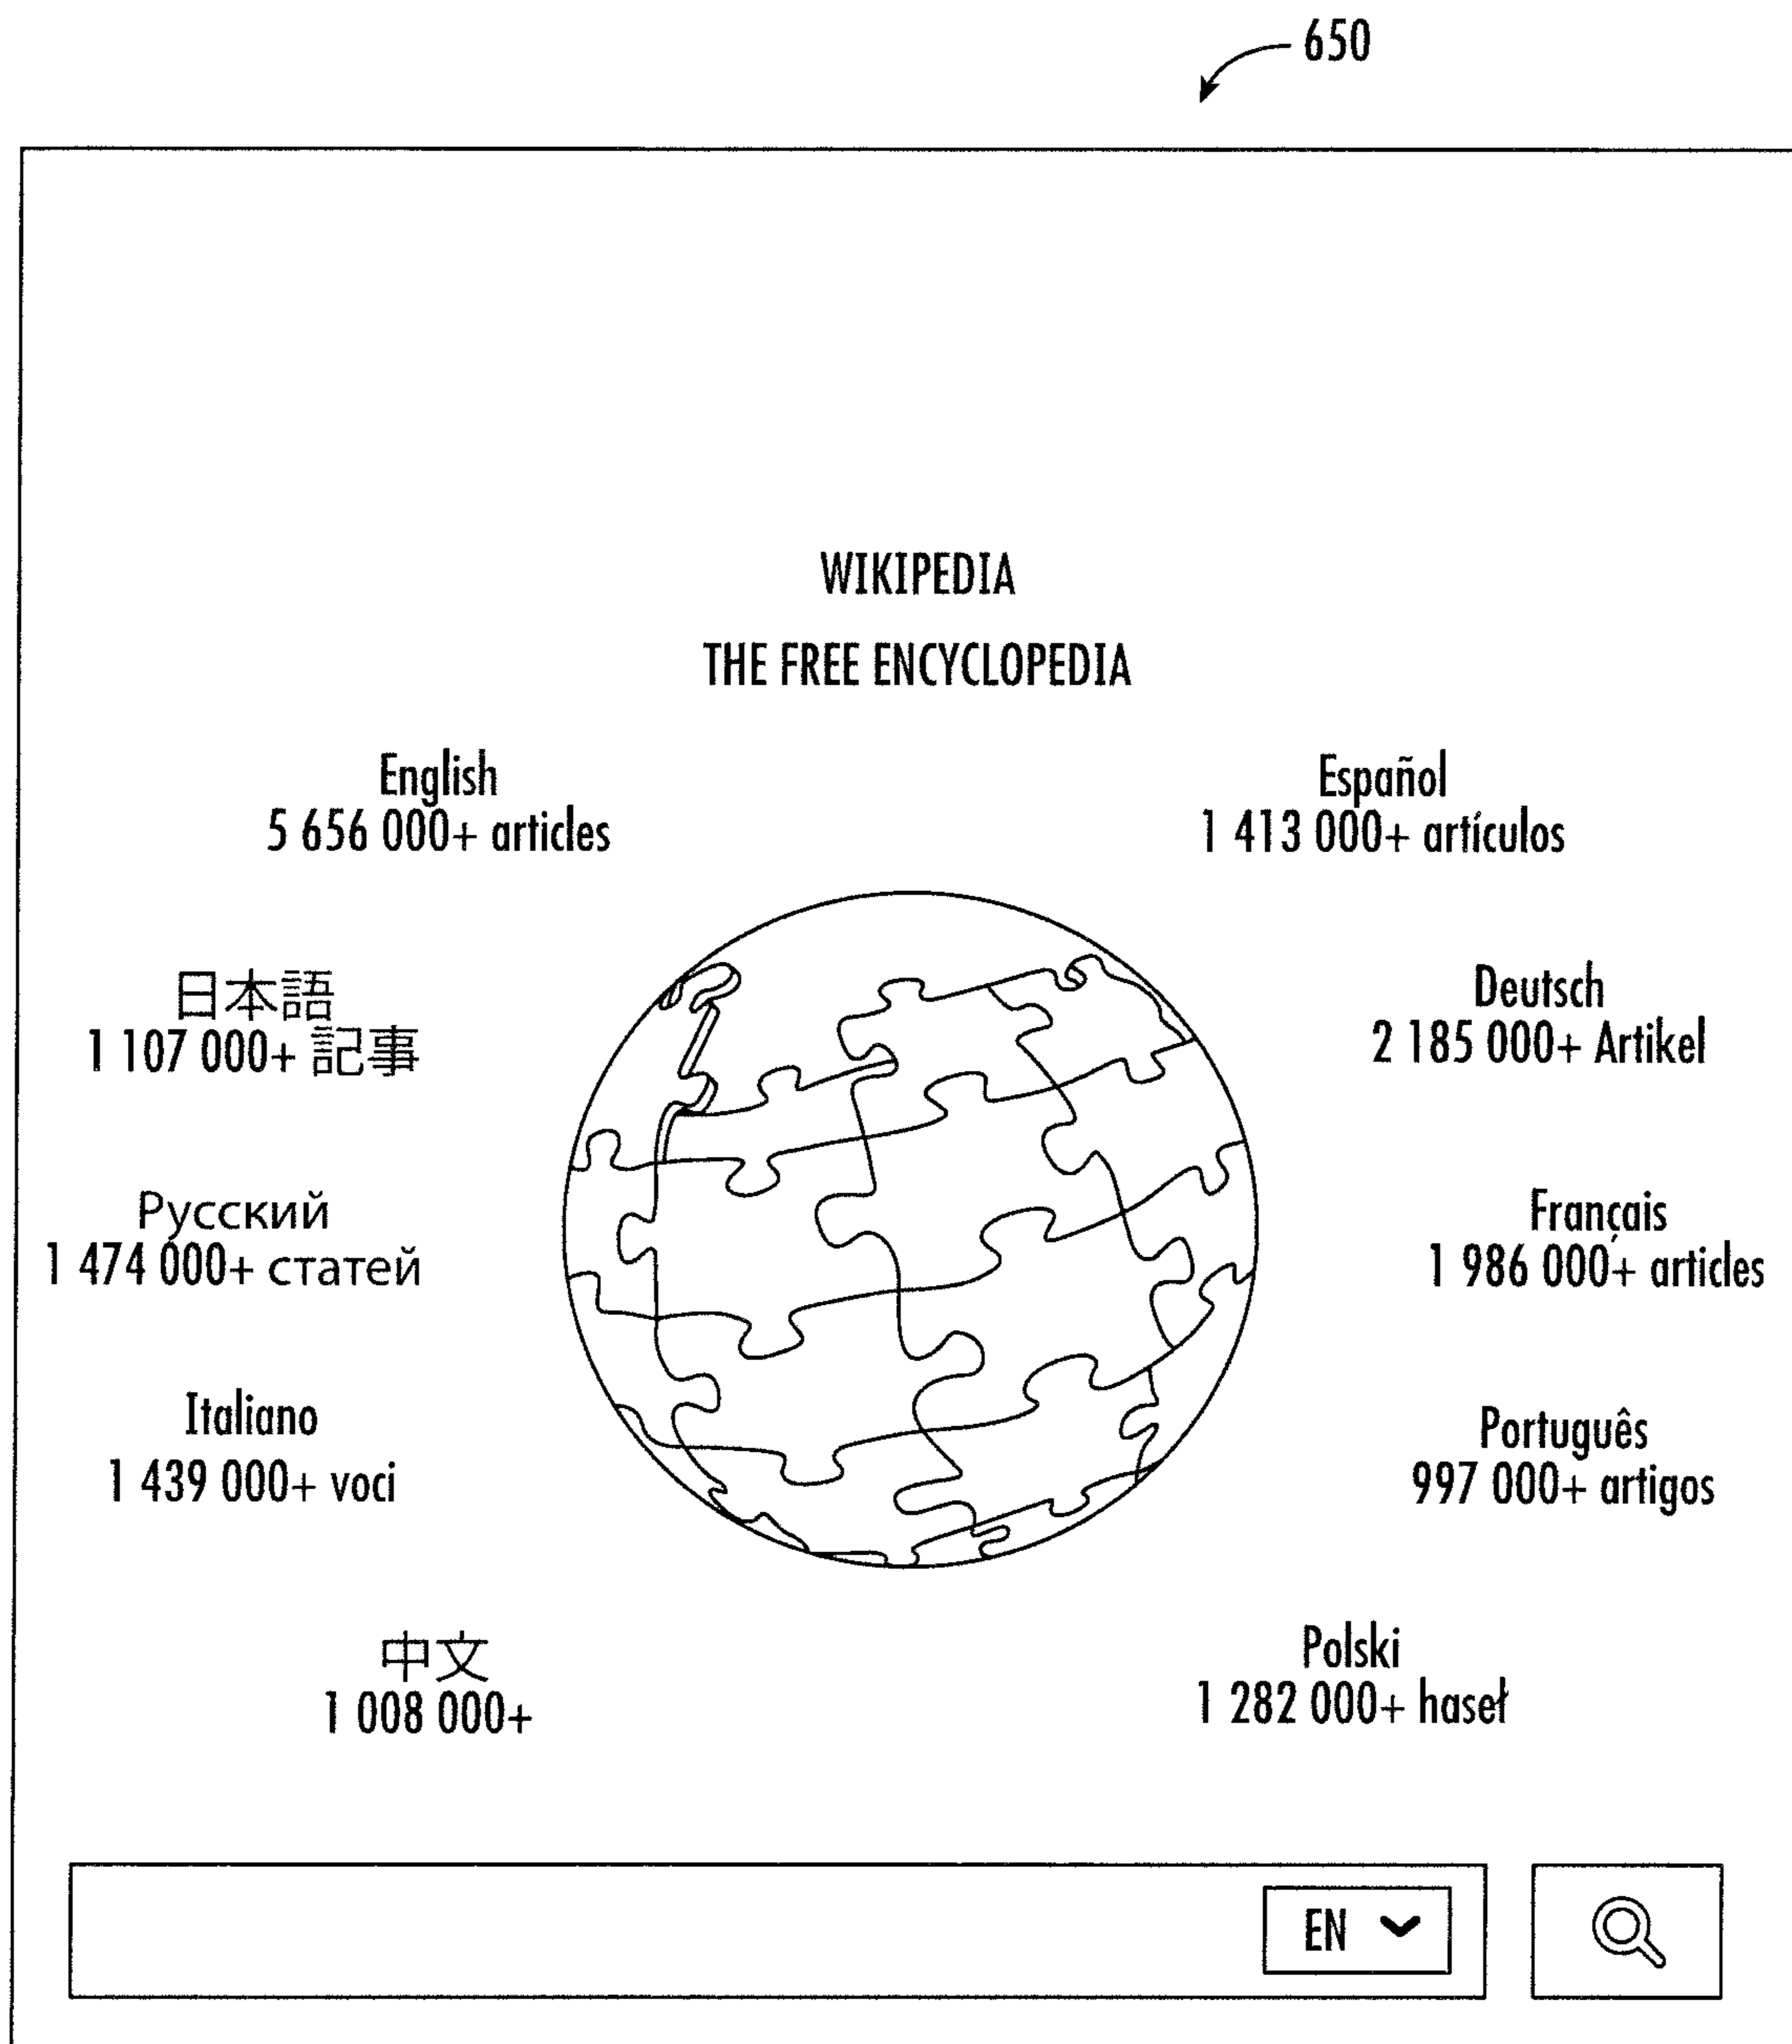 650
WIKIPEDIA
THE FREE ENCYCLOPEDIA
English
5 656 000+ articles
Español
1 413 000+ artículos
日本語
1 107 000+ 記事
Deutsch
2 185 000+ Artikel
Русский
1 474 000+ статей
Français
1 986 000+ articles
Italiano
1 439 000+ voci
Português
997 000+ artigos
中文
1 008 000+
Polski
1 282 000+ haseł
EN